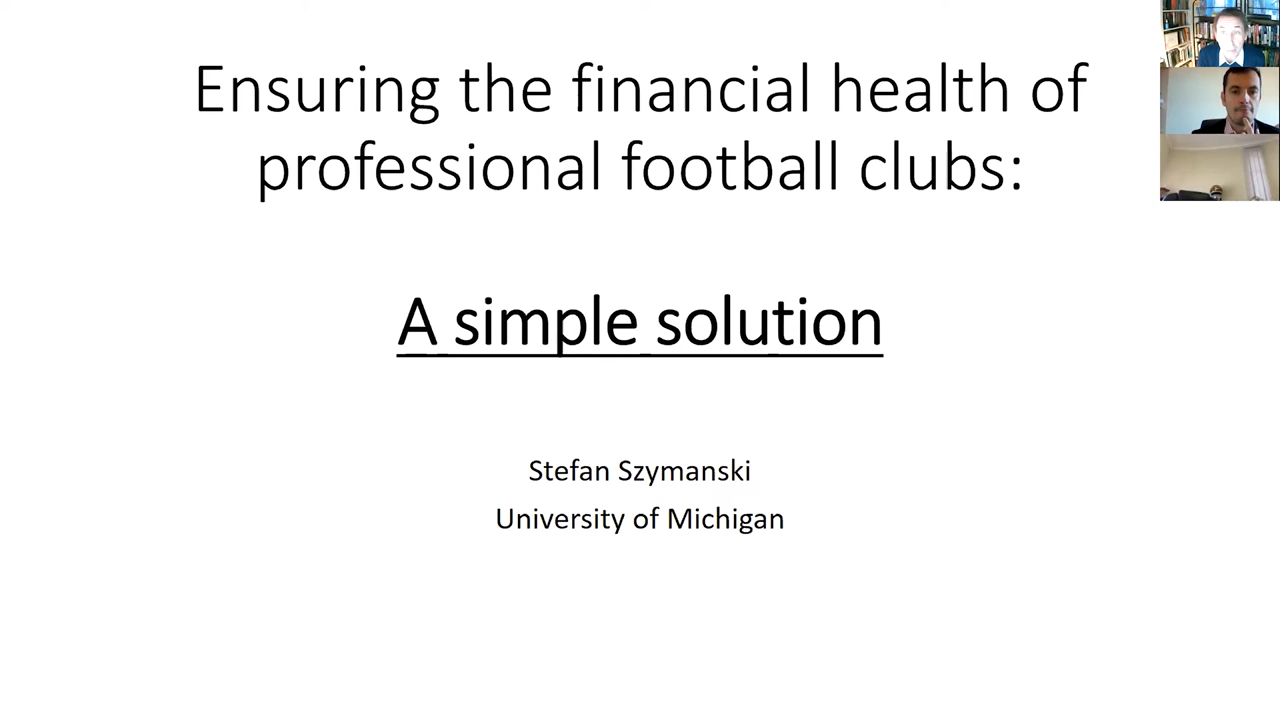 Ensuring the financial health of
professional football clubs:
A simple solution
Stefan Szymanski
University of Michigan